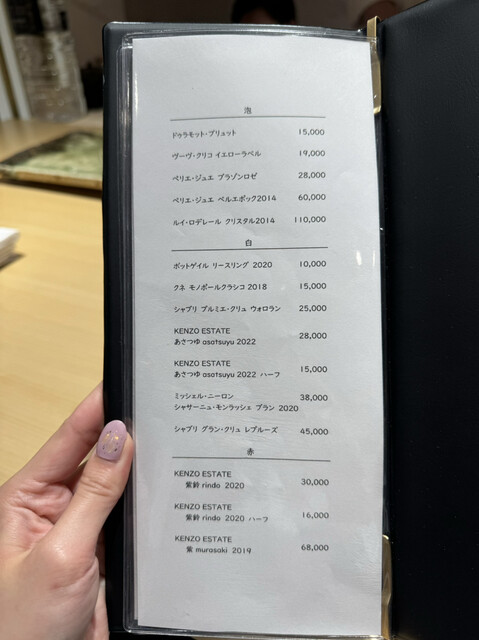 泡
ドゥラモット・ブリュット 15,000
ヴーヴ・クリコ イエローラベル 19,000
ペリエ・ジュエ ブラゾンロゼ 28,000
ペリエ・ジュエ ベルエポック2014 60,000
ルイ・ロデレール クリスタル2014 110,000
白
ボットゲイル リースリング 2020 10,000
クネ モノポールクラシコ 2018 15,000
シャブリ プルミエ・クリュ ヴォロラン 25,000
KENZO ESTATE
あさつゆ asatsuyu 2022 28,000
KENZO ESTATE
あさつゆ asatsuyu 2022 ハーフ 15,000
ミッシェル・ニーロン
シャサーニュ・モンラッシェ ブラン 2020 38,000
シャブリ グラン・クリュ レブルーズ 45,000
赤
KENZO ESTATE
紫鈴 rindo 2020 30,000
KENZO ESTATE
紫鈴 rindo 2020 ハーフ 16,000
KENZO ESTATE
紫 murasaki 2019 68,000